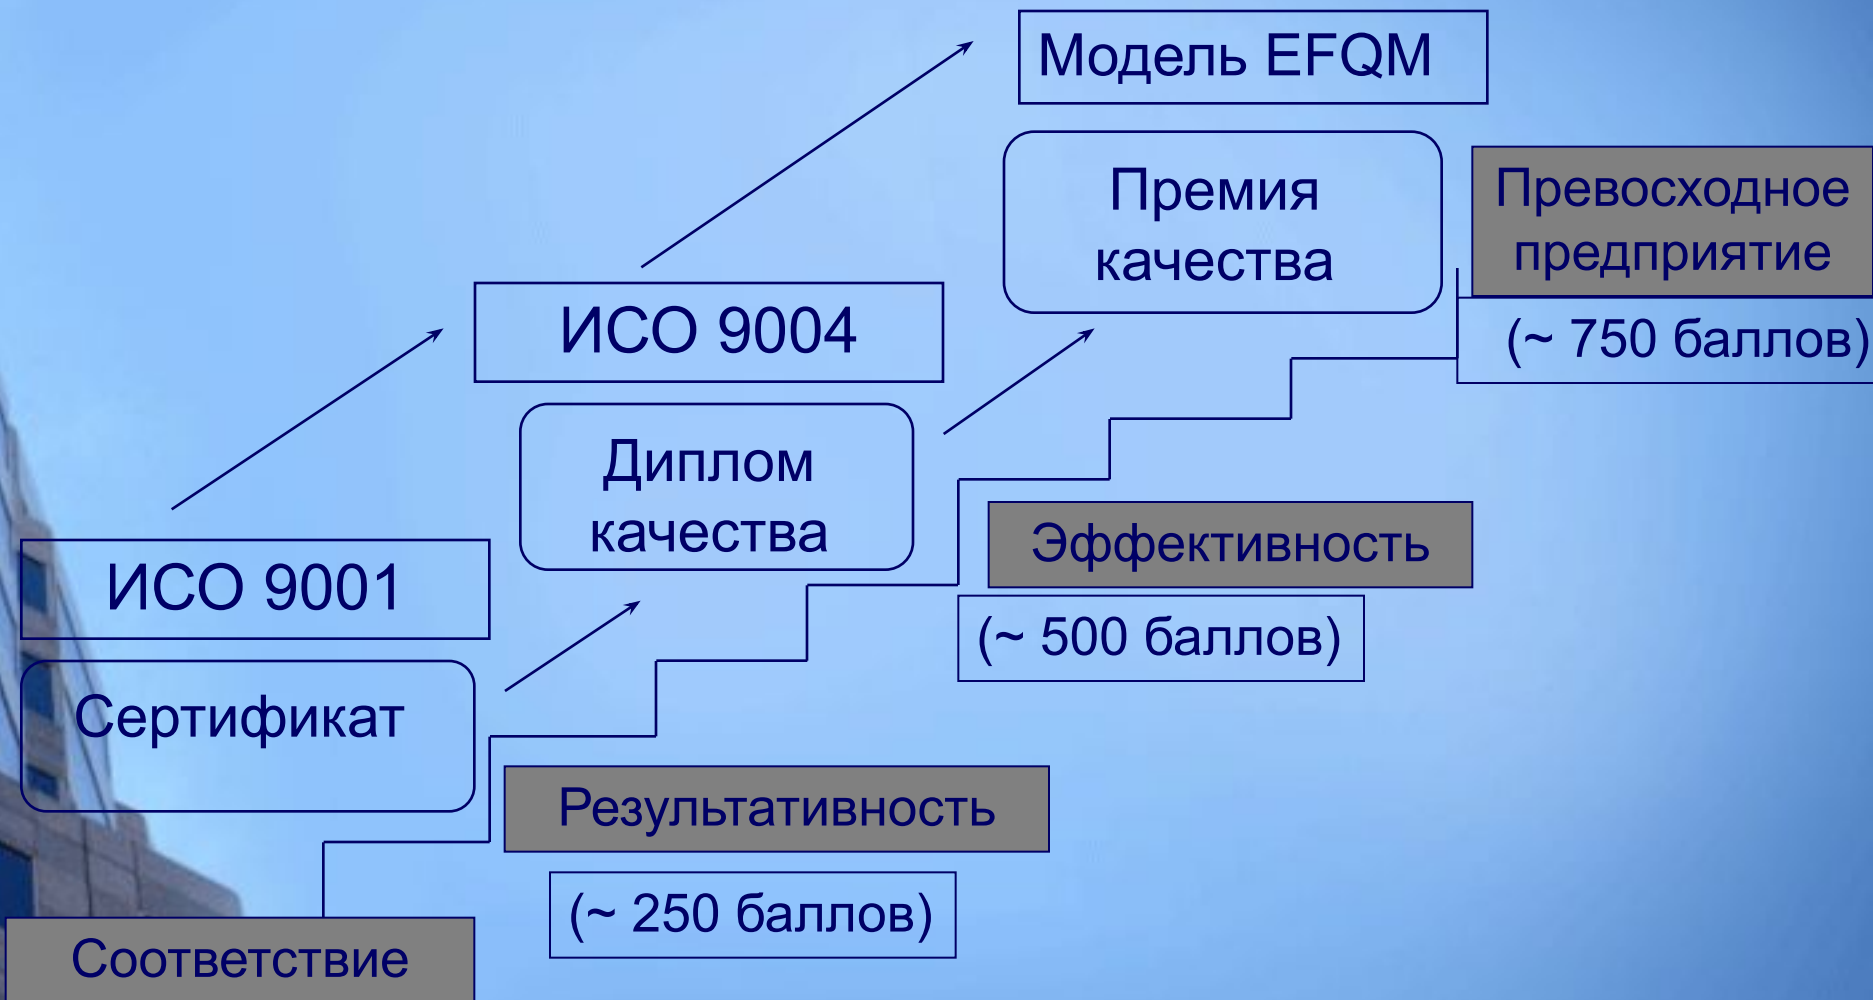 Модель EFQM
Премия
качества
Превосходное
предприятие
(~ 750 баллов)
ИСО 9004
Диплом
качества
Эффективность
(~ 500 баллов)
ИСО 9001
Сертификат
Результативность
(~ 250 баллов)
Соответствие